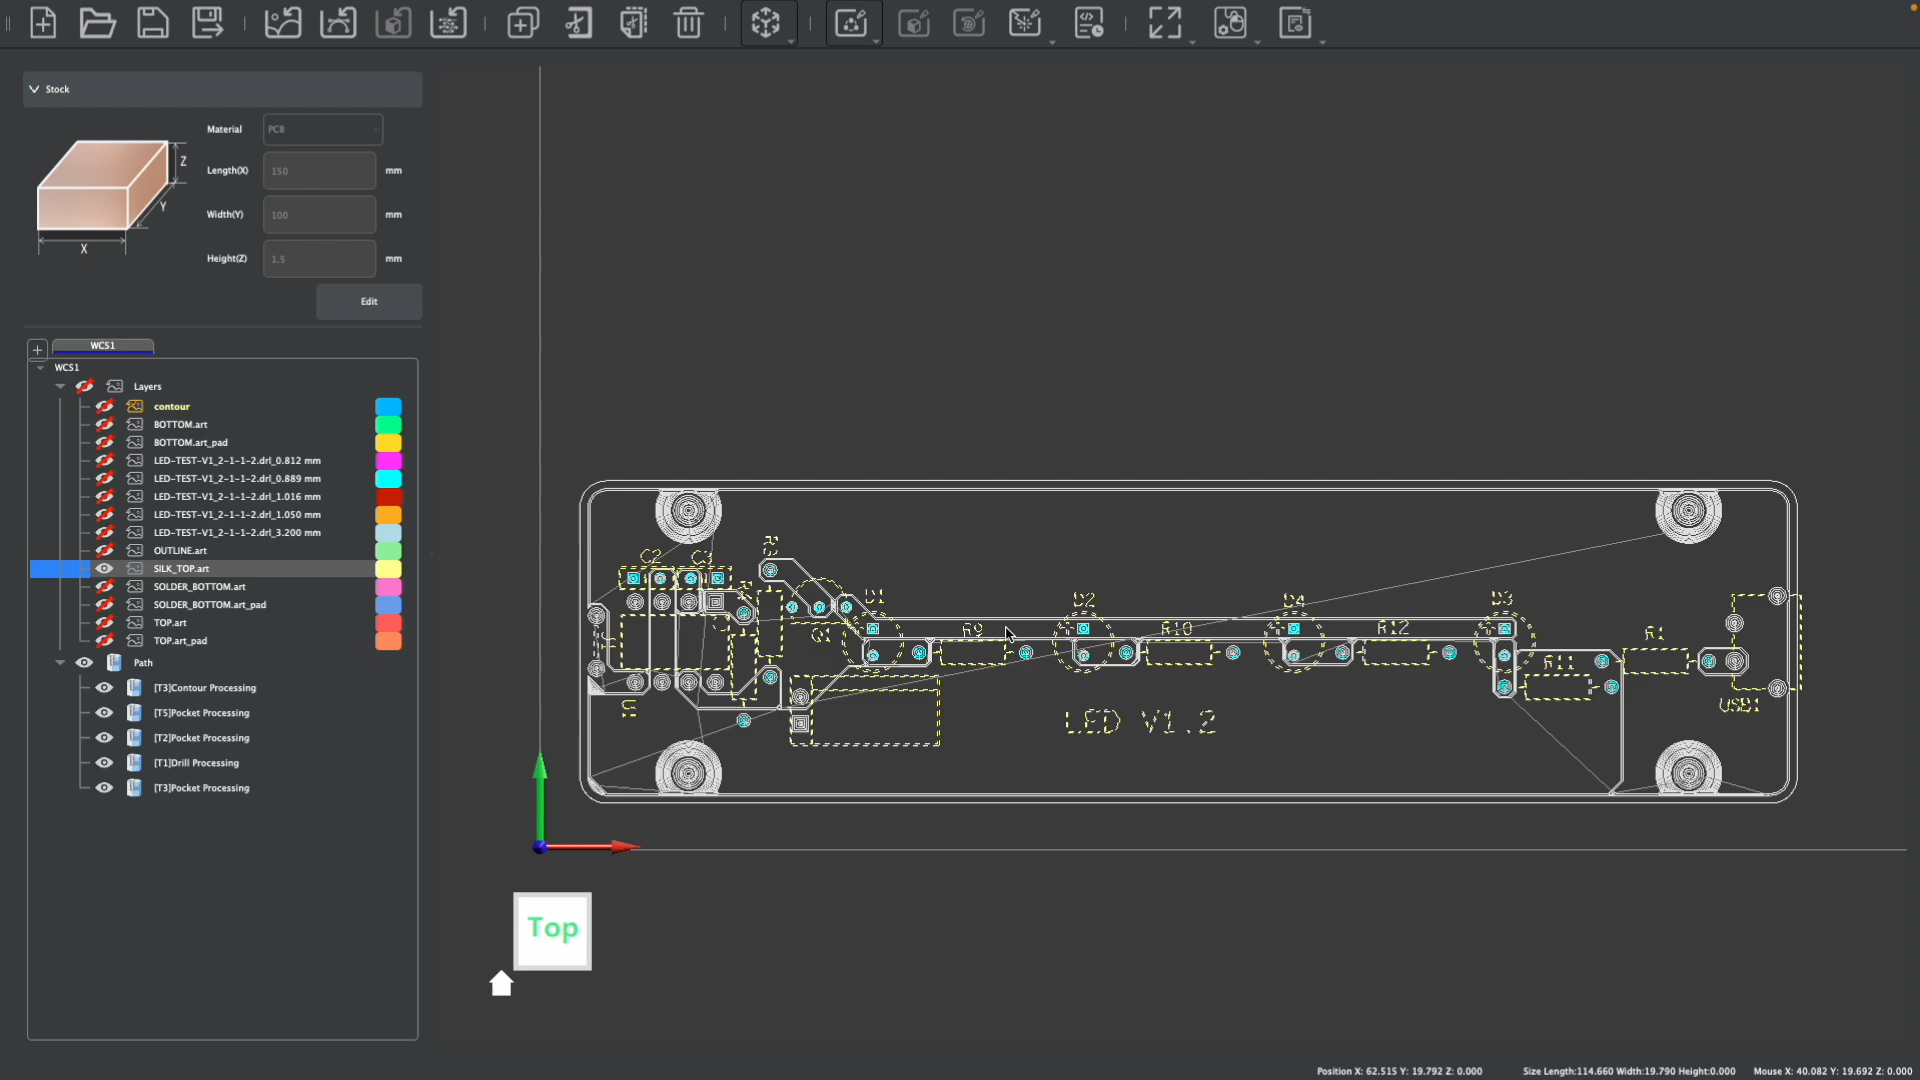 Stock
Material PCB
Length(X) 150 mm
Width(Y) 100 mm
Height(Z) 1.5 mm
X
Y
Z
Edit
WCS1
WCS1
Layers
contour
BOTTOM.art
BOTTOM.art_pad
LED-TEST-V1_2-1-1-2.drl_0.812 mm
LED-TEST-V1_2-1-1-2.drl_0.889 mm
LED-TEST-V1_2-1-1-2.drl_1.016 mm
LED-TEST-V1_2-1-1-2.drl_1.050 mm
LED-TEST-V1_2-1-1-2.drl_3.200 mm
OUTLINE.art
SILK_TOP.art
SOLDER_BOTTOM.art
SOLDER_BOTTOM.art_pad
TOP.art
TOP.art_pad
Path
[T3]Contour Processing
[T5]Pocket Processing
[T2]Pocket Processing
[T1]Drill Processing
[T3]Pocket Processing
C2 C3
D1 D2 D4 D3
Q1 R9 R10 R12 R1
R11
U1
USB1
LED V1.2
Top
Position X: 62.515 Y: 19.792 Z: 0.000
Size Length:114.660 Width:19.790 Height:0.000
Mouse X: 40.082 Y: 19.692 Z: 0.000